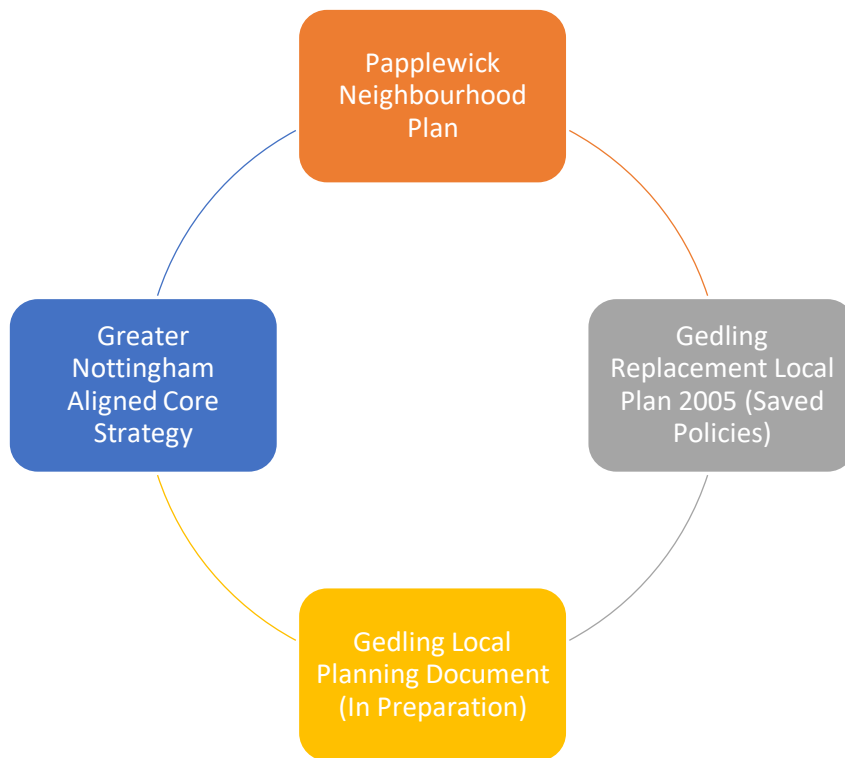 Papplewick
Neighbourhood
Plan
Greater
Nottingham
Aligned Core
Strategy
Gedling
Replacement Local
Plan 2005 (Saved
Policies)
Gedling Local
Planning Document
(In Preparation)